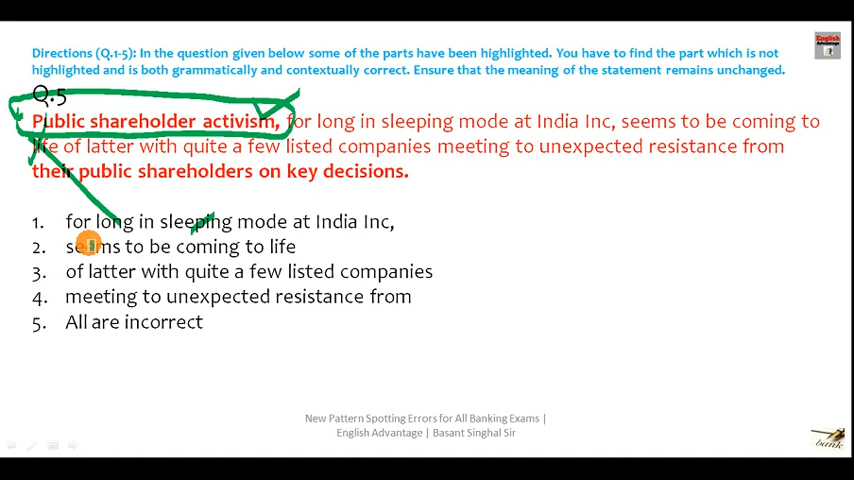 English
Advantage
Directions (Q.1-5): In the question given below some of the parts have been highlighted. You have to find the part which is not
highlighted and is both grammatically and contextually correct. Ensure that the meaning of the statement remains unchanged.
Q.5
Public shareholder activism, for long in sleeping mode at India Inc, seems to be coming to
life of latter with quite a few listed companies meeting to unexpected resistance from
their public shareholders on key decisions.
1. for long in sleeping mode at India Inc,
2. seems to be coming to life
3. of latter with quite a few listed companies
4. meeting to unexpected resistance from
5. All are incorrect
New Pattern Spotting Errors for All Banking Exams |
English Advantage | Basant Singhal Sir
bank